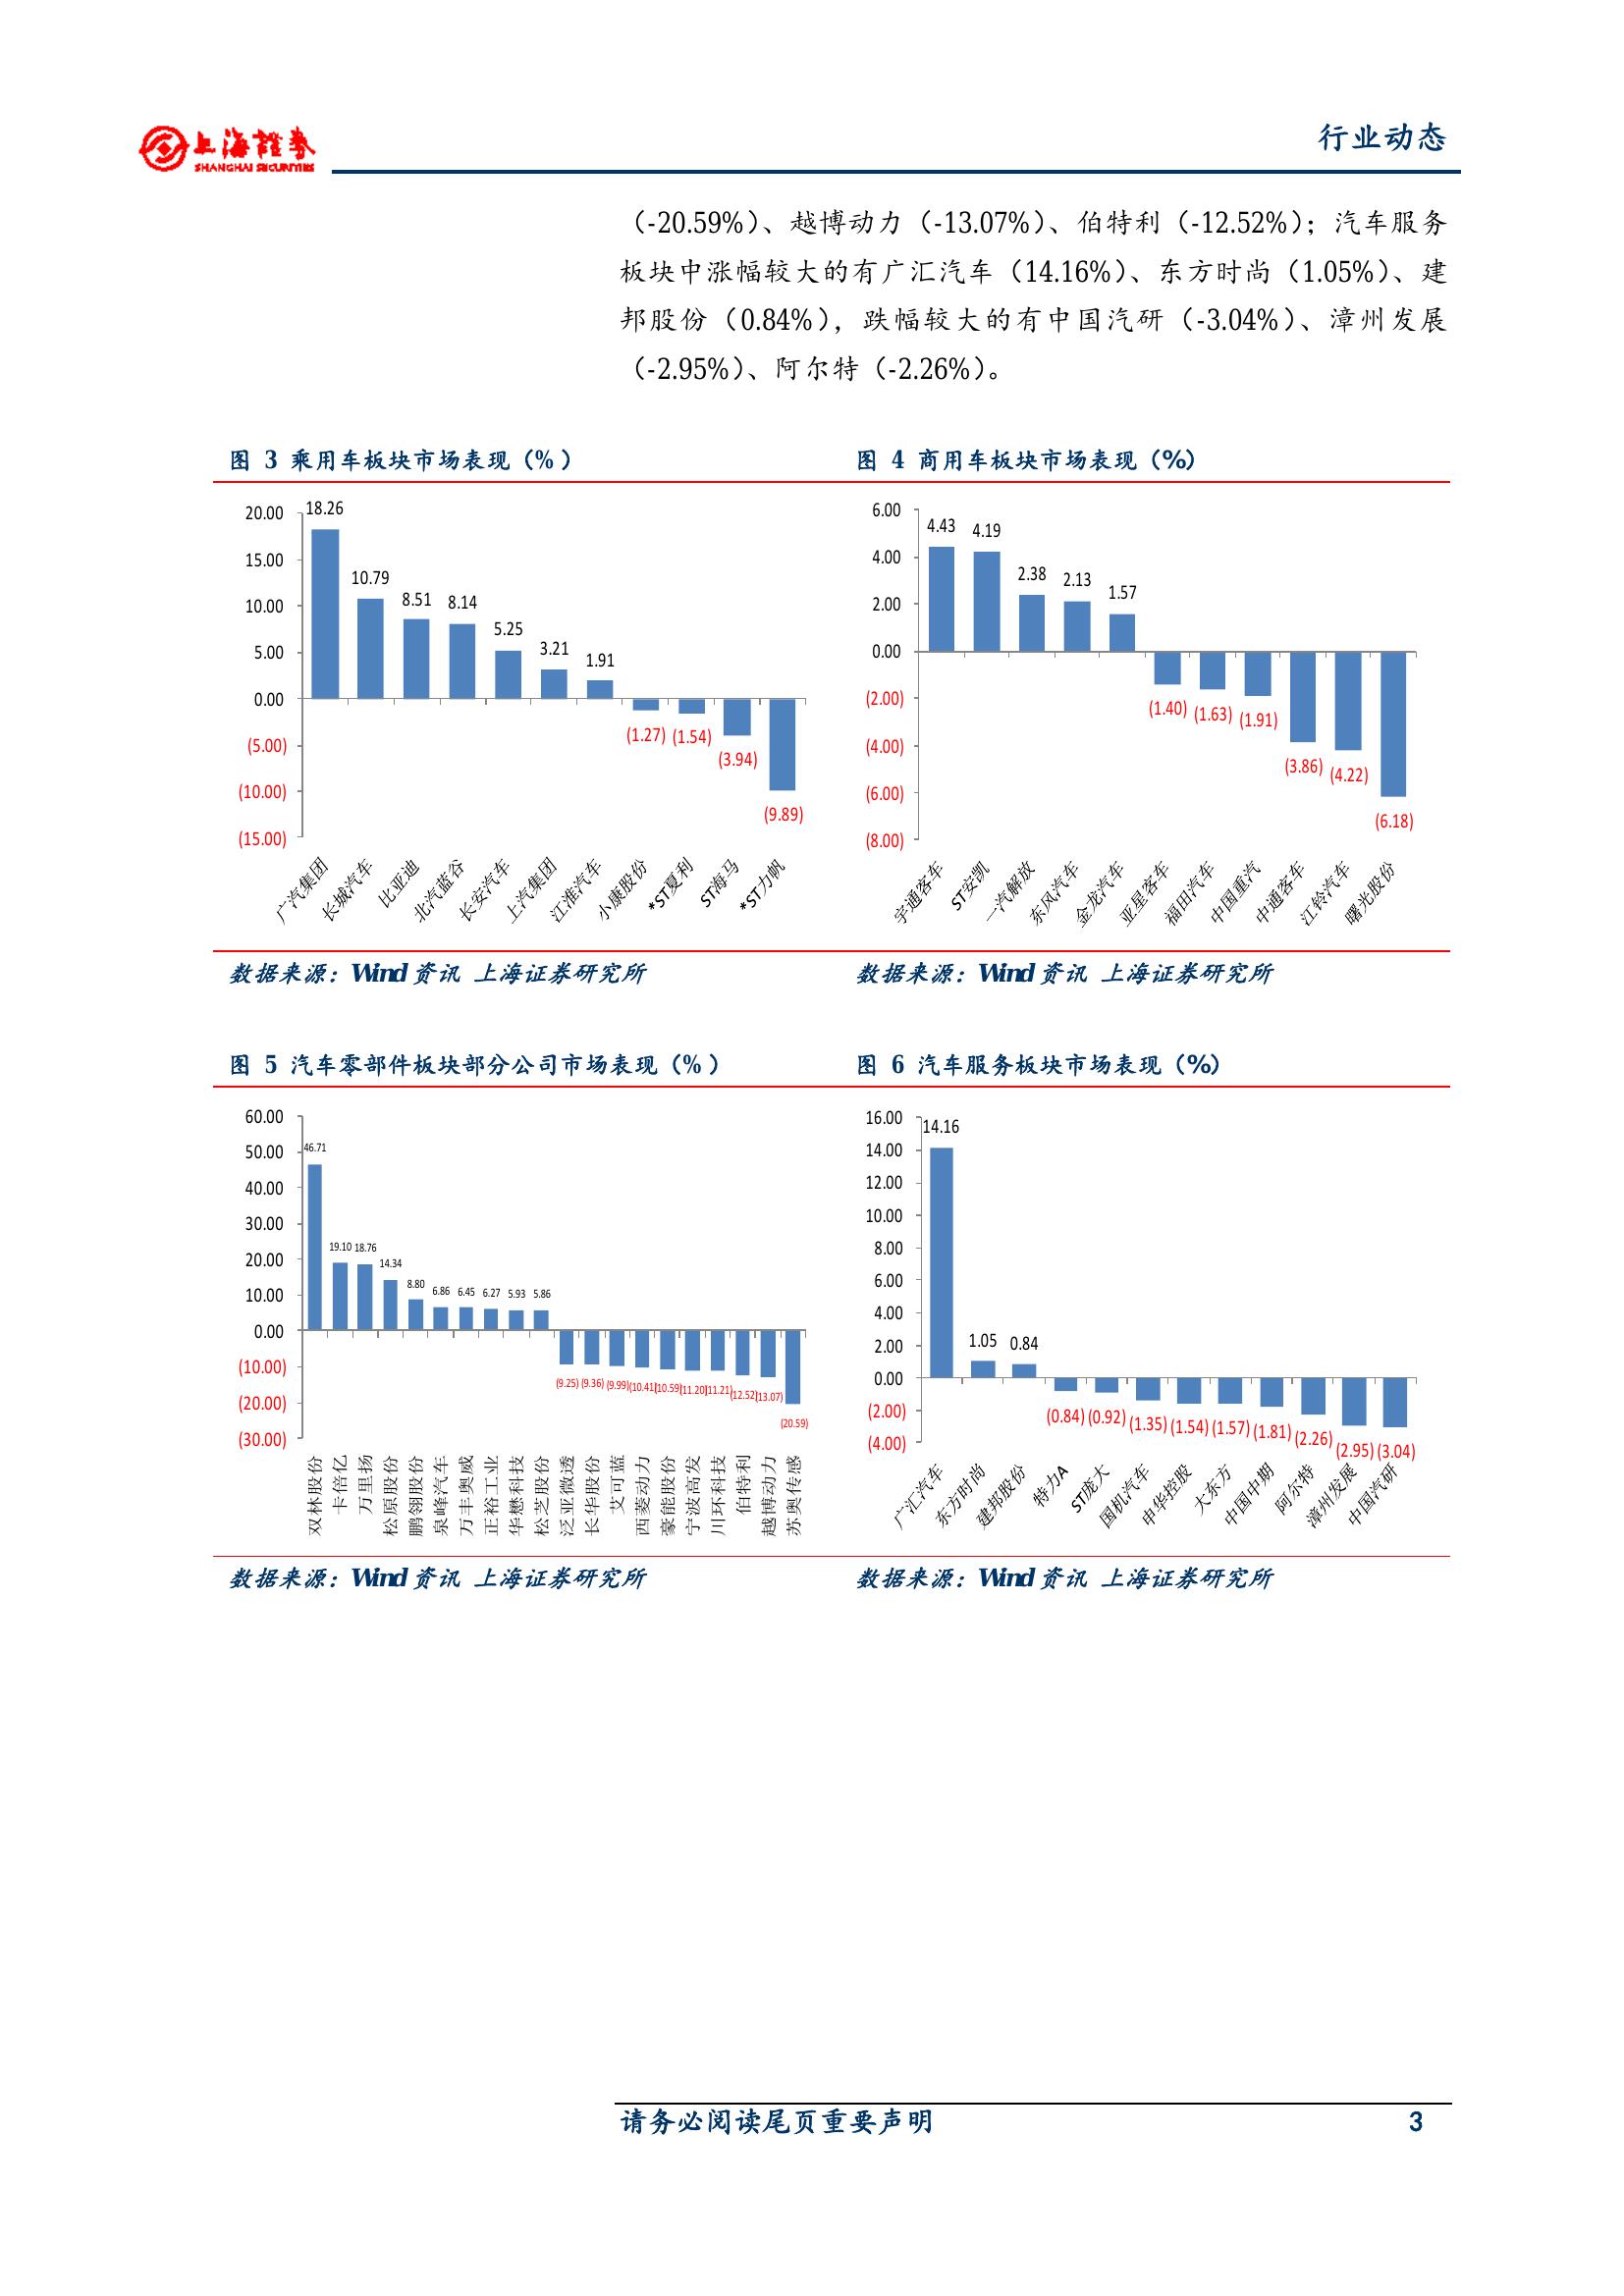 上海證券
SHANGHAI SECURITIES
行业动态
（-20.59%）、越博动力（-13.07%）、伯特利（-12.52%）；汽车服务
板块中涨幅较大的有广汇汽车（14.16%）、东方时尚（1.05%）、建
邦股份（0.84%），跌幅较大的有中国汽研（-3.04%）、漳州发展
（-2.95%）、阿尔特（-2.26%）。
图 3 乘用车板块市场表现（%）
20.00
15.00
10.00
5.00
0.00
(5.00)
(10.00)
(15.00)
18.26
10.79
8.51
8.14
5.25
3.21
1.91
(1.27)
(1.54)
(3.94)
(9.89)
广汽集团
长城汽车
比亚迪
北汽蓝谷
长安汽车
上汽集团
江淮汽车
小康股份
*ST夏利
ST海马
*ST力帆
数据来源：Wind 资讯 上海证券研究所
图 4 商用车板块市场表现（%）
6.00
4.00
2.00
0.00
(2.00)
(4.00)
(6.00)
(8.00)
4.43
4.19
2.38
2.13
1.57
(1.40)
(1.63)
(1.91)
(3.86)
(4.22)
(6.18)
宇通客车
ST安凯
一汽解放
东风汽车
金龙汽车
亚星客车
福田汽车
中国重汽
中通客车
江铃汽车
曙光股份
数据来源：Wind 资讯 上海证券研究所
图 5 汽车零部件板块部分公司市场表现（%）
60.00
50.00
40.00
30.00
20.00
10.00
0.00
(10.00)
(20.00)
(30.00)
46.71
19.10
18.76
14.34
8.80
6.86
6.45
6.27
5.93
5.86
(9.25)
(9.36)
(9.99)
(10.41)
(10.59)
(11.20)
(11.21)
(12.52)
(13.07)
(20.59)
双林股份
卡倍亿
万里扬
松原股份
鹏翎股份
泉峰汽车
万丰奥威
正裕工业
华懋科技
松芝股份
泛亚微透
长华股份
艾可蓝
西菱动力
豪能股份
宁波高发
川环科技
伯特利
越博动力
苏奥传感
数据来源：Wind 资讯 上海证券研究所
图 6 汽车服务板块市场表现（%）
16.00
14.00
12.00
10.00
8.00
6.00
4.00
2.00
0.00
(2.00)
(4.00)
14.16
1.05
0.84
(0.84)
(0.92)
(1.35)
(1.54)
(1.57)
(1.81)
(2.26)
(2.95)
(3.04)
广汇汽车
东方时尚
建邦股份
特力A
ST庞大
国机汽车
申华控股
大东方
中国中期
阿尔特
漳州发展
中国汽研
数据来源：Wind 资讯 上海证券研究所
请务必阅读尾页重要声明
3